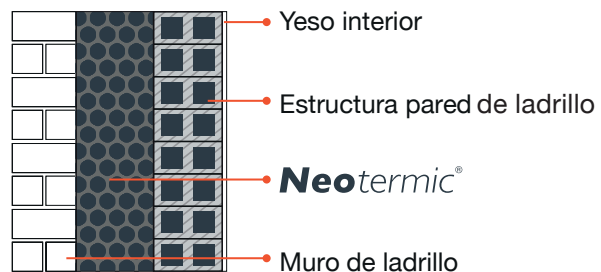 Yeso interior
Estructura pared de ladrillo
Neotermic®
Muro de ladrillo